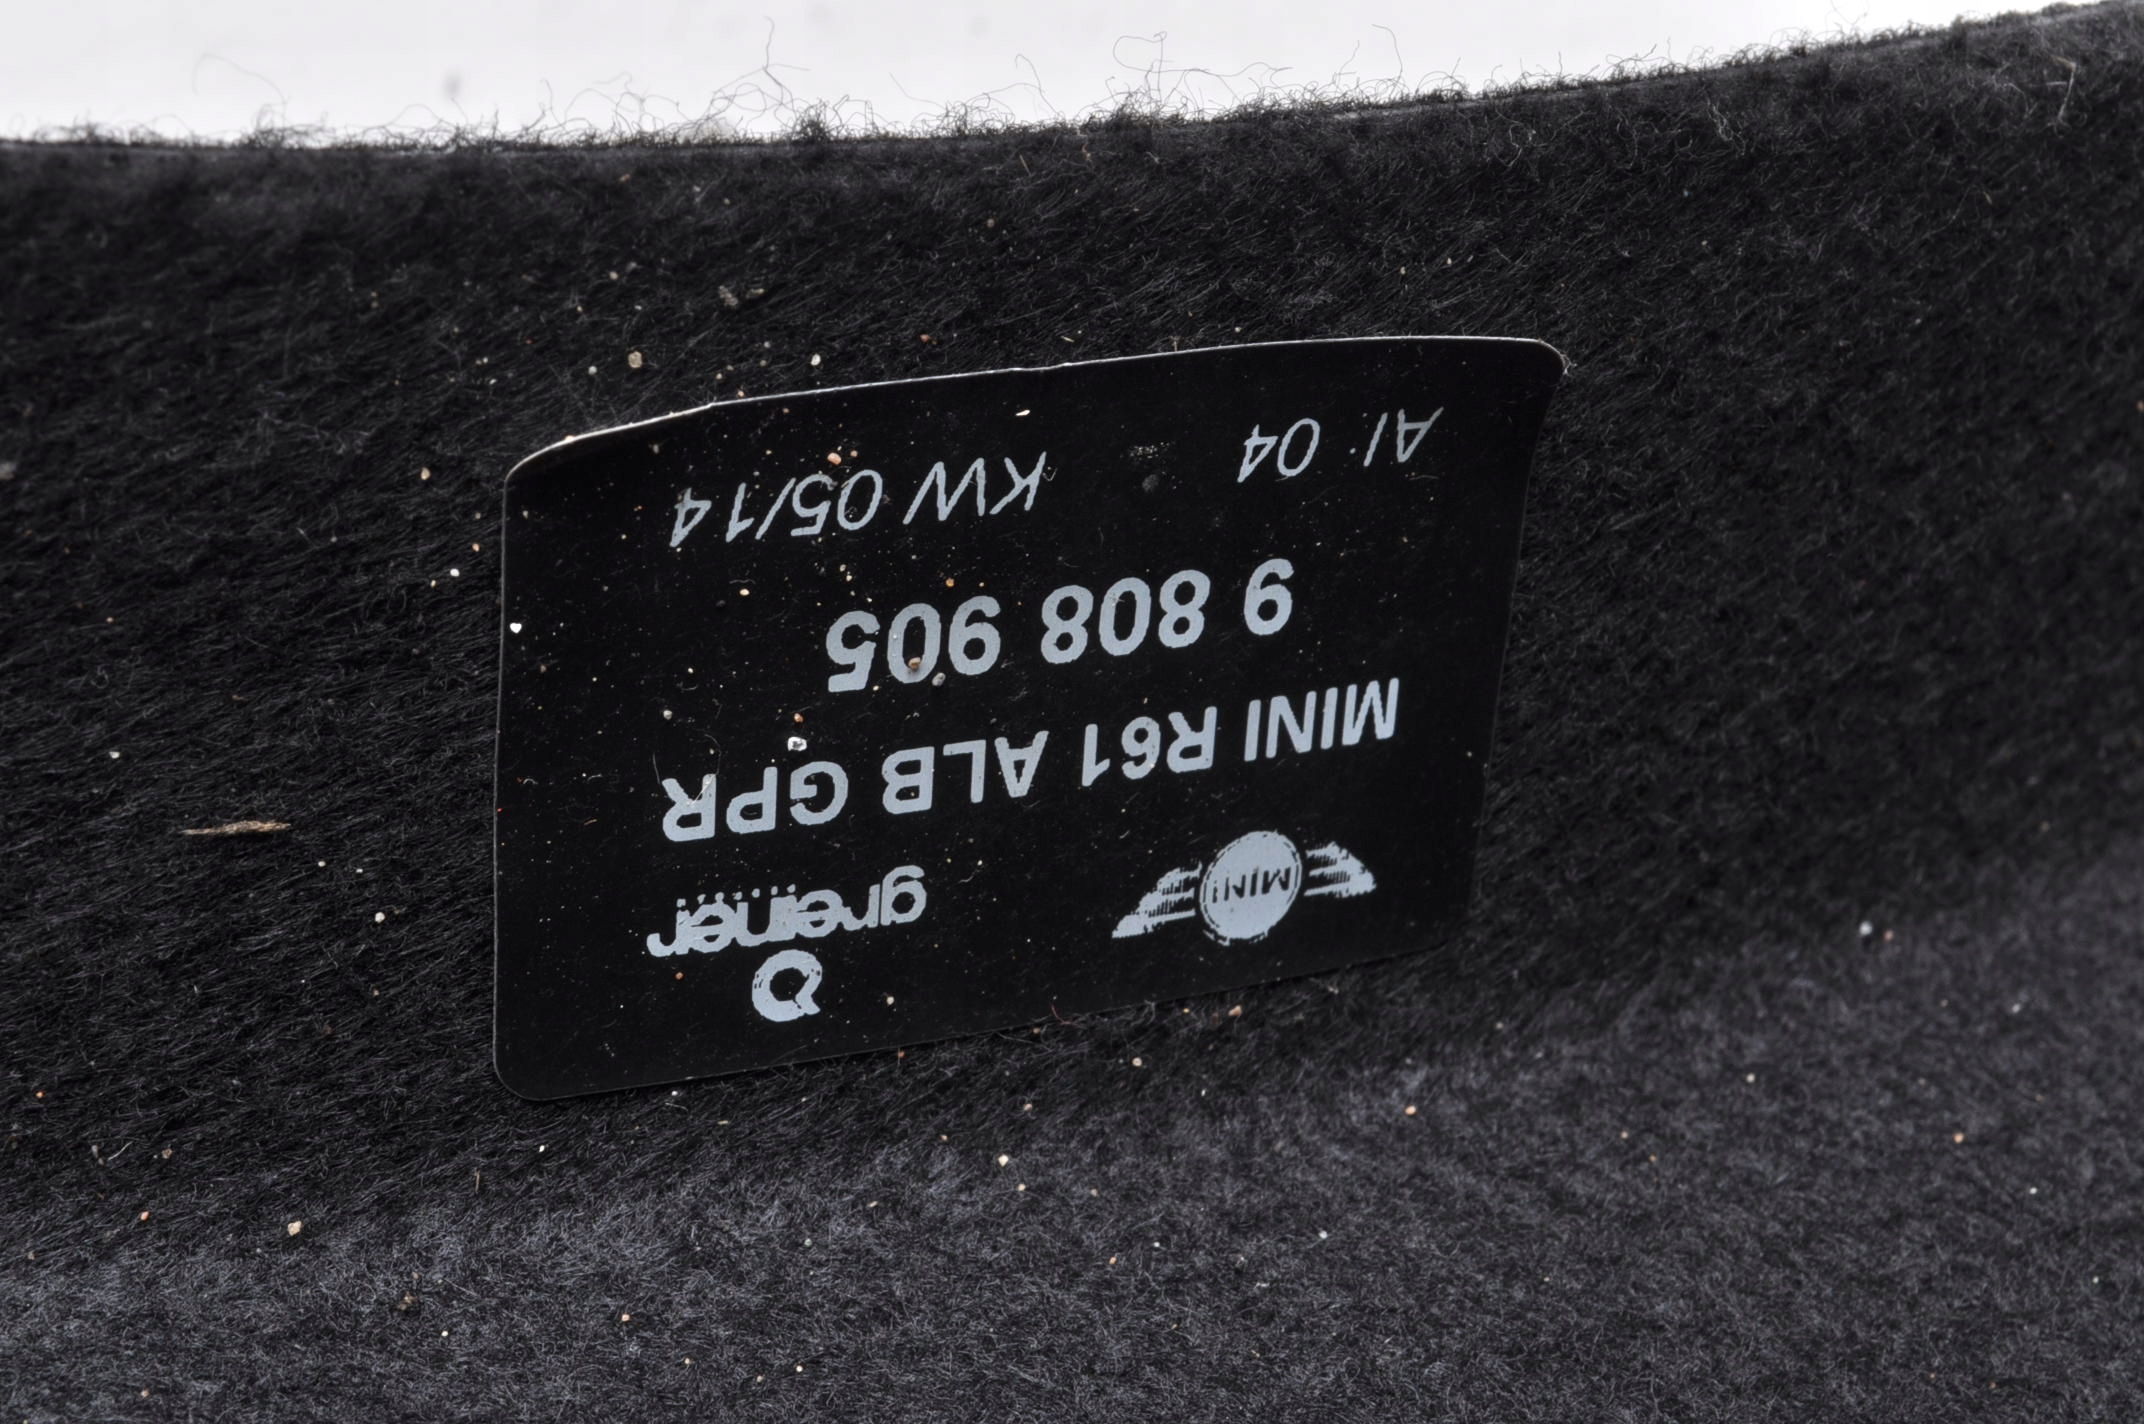 MINI
greiner
MINI R61 ALB GPR
9 808 905
AI: 04 KW 05/14